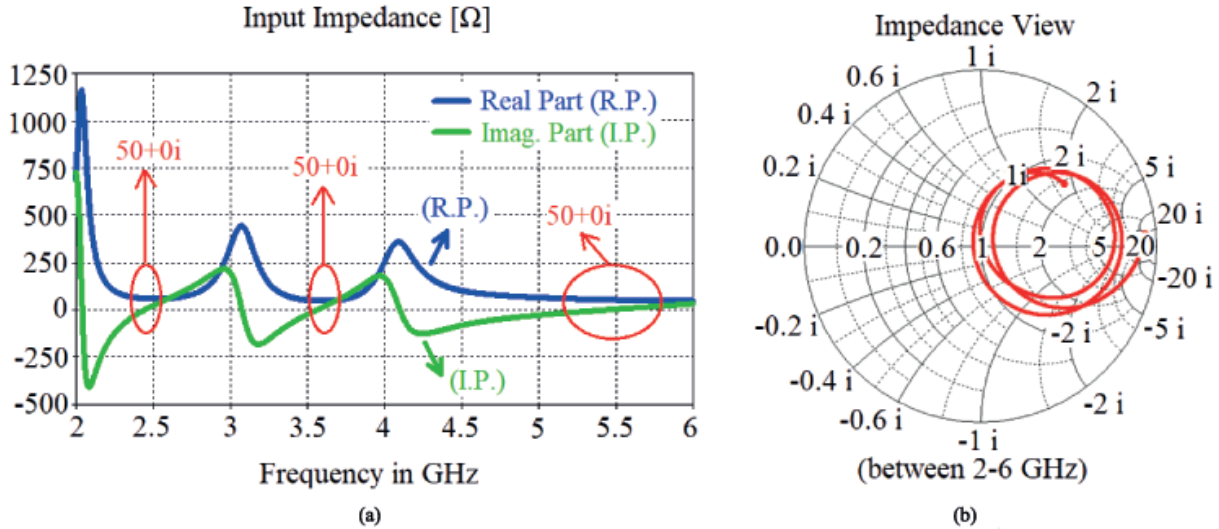 Input Impedance [Ω]
1250
1000
750
500
250
0
-250
-500
Real Part (R.P.)
Imag. Part (I.P.)
50+0i
50+0i
50+0i
(R.P.)
(I.P.)
2 2.5 3 3.5 4 4.5 5 5.5 6
Frequency in GHz
(a)
Impedance View
1 i
0.6 i
2 i
0.4 i
0.2 i
5 i
20 i
1i
2 i
0.0 0.2 0.6 1 2 5 20
-20 i
-0.2 i
-2 i
-5 i
-0.4 i
-0.6 i
-2 i
-1 i
(between 2-6 GHz)
(b)